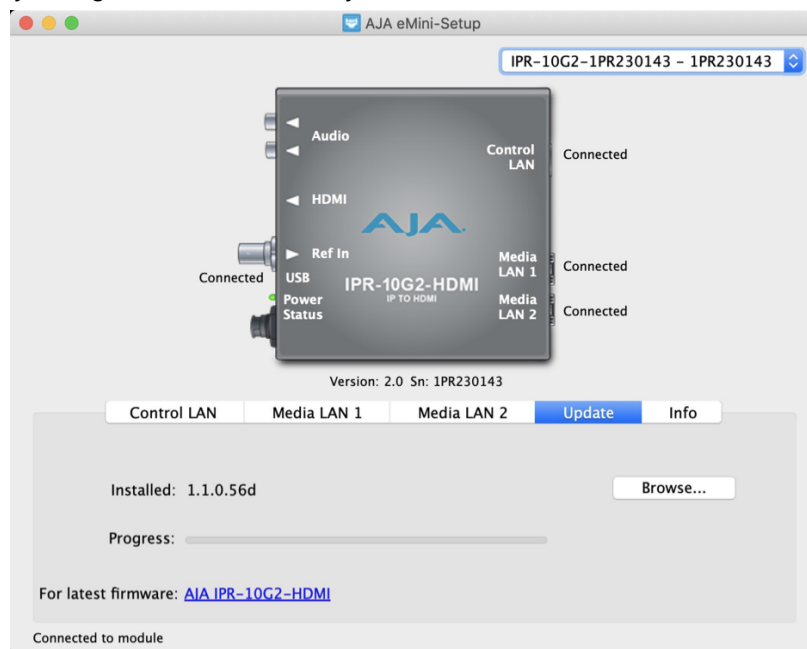 AJA eMini-Setup
IPR-10G2-1PR230143 - 1PR230143
Audio
Control
LAN
Connected
HDMI
AJA
Ref In
Connected
USB
Media
LAN 1
Connected
IPR-10G2-HDMI
IP TO HDMI
Power
Status
Media
LAN 2
Connected
Version: 2.0 Sn: 1PR230143
Control LAN Media LAN 1 Media LAN 2 Update Info
Installed: 1.1.0.56d Browse...
Progress:
For latest firmware: AJA IPR-10G2-HDMI
Connected to module